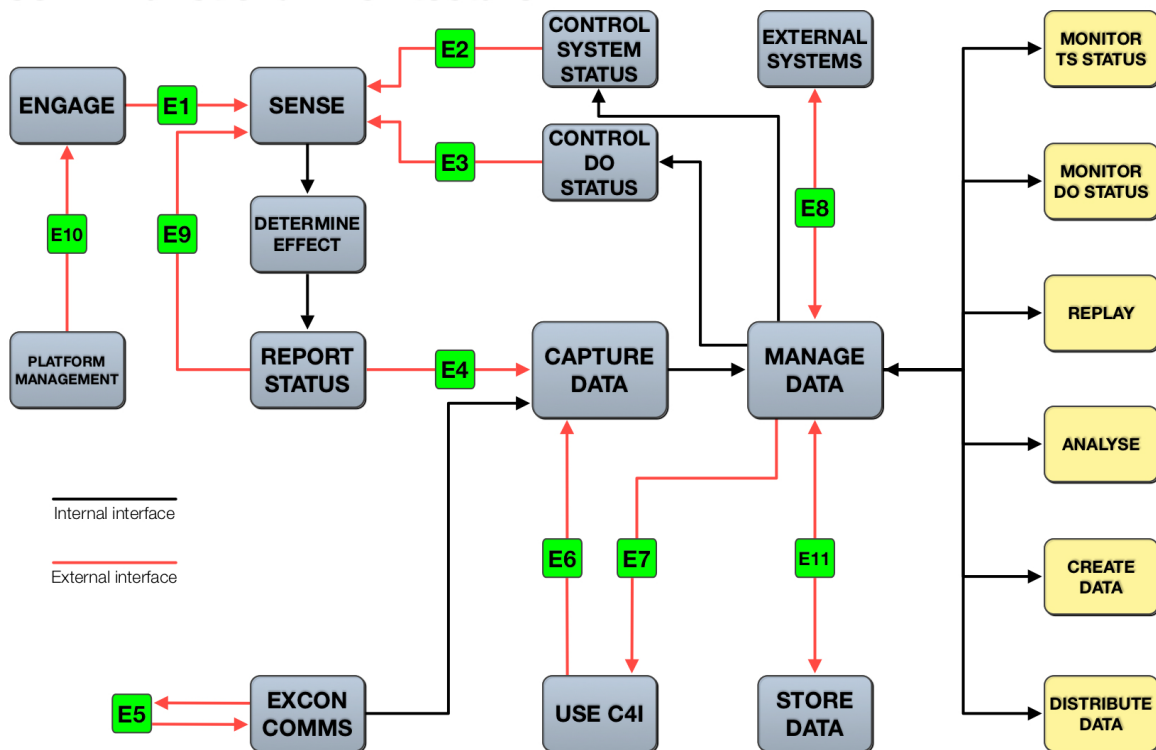 CONTROL
SYSTEM
STATUS
EXTERNAL
SYSTEMS
MONITOR
TS STATUS
E2
ENGAGE
E1
SENSE
CONTROL
DO
STATUS
E3
MONITOR
DO STATUS
E10
E9
DETERMINE
EFFECT
E8
REPLAY
PLATFORM
MANAGEMENT
REPORT
STATUS
E4
CAPTURE
DATA
MANAGE
DATA
ANALYSE
Internal interface
External interface
E6
E7
E11
CREATE
DATA
E5
EXCON
COMMS
USE C4I
STORE
DATA
DISTRIBUTE
DATA